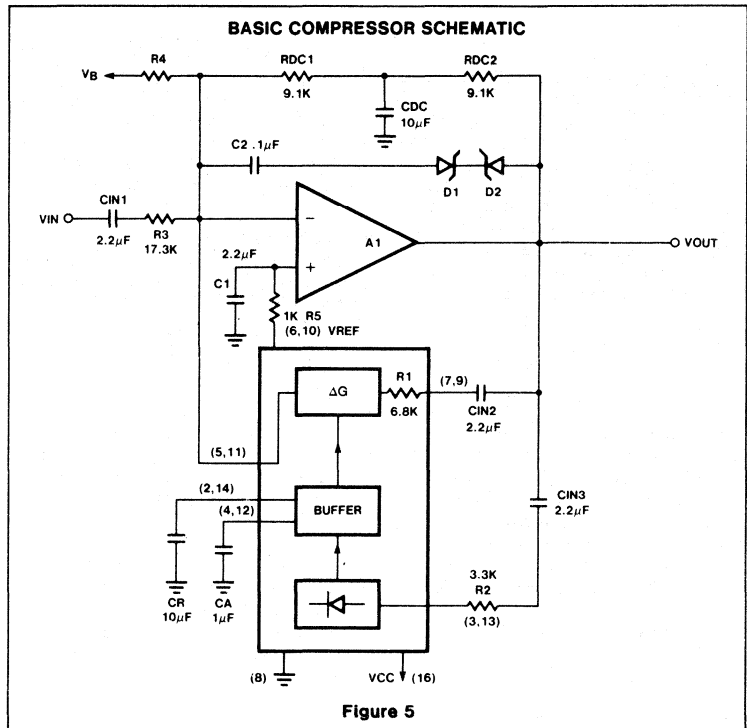 BASIC COMPRESSOR SCHEMATIC
R4
RDC1
RDC2
VB
9.1K
9.1K
CDC
10μF
C2 .1μF
D1
D2
CIN1
VIN
2.2μF
R3
17.3K
−
A1
VOUT
2.2μF
+
C1
1K R5
(6,10) VREF
R1
(7,9)
ΔG
6.8K
CIN2
2.2μF
(5,11)
(2,14)
(4,12)
BUFFER
CIN3
2.2μF
CR
10μF
CA
1μF
3.3K
R2
(3,13)
(8)
VCC
(16)
Figure 5